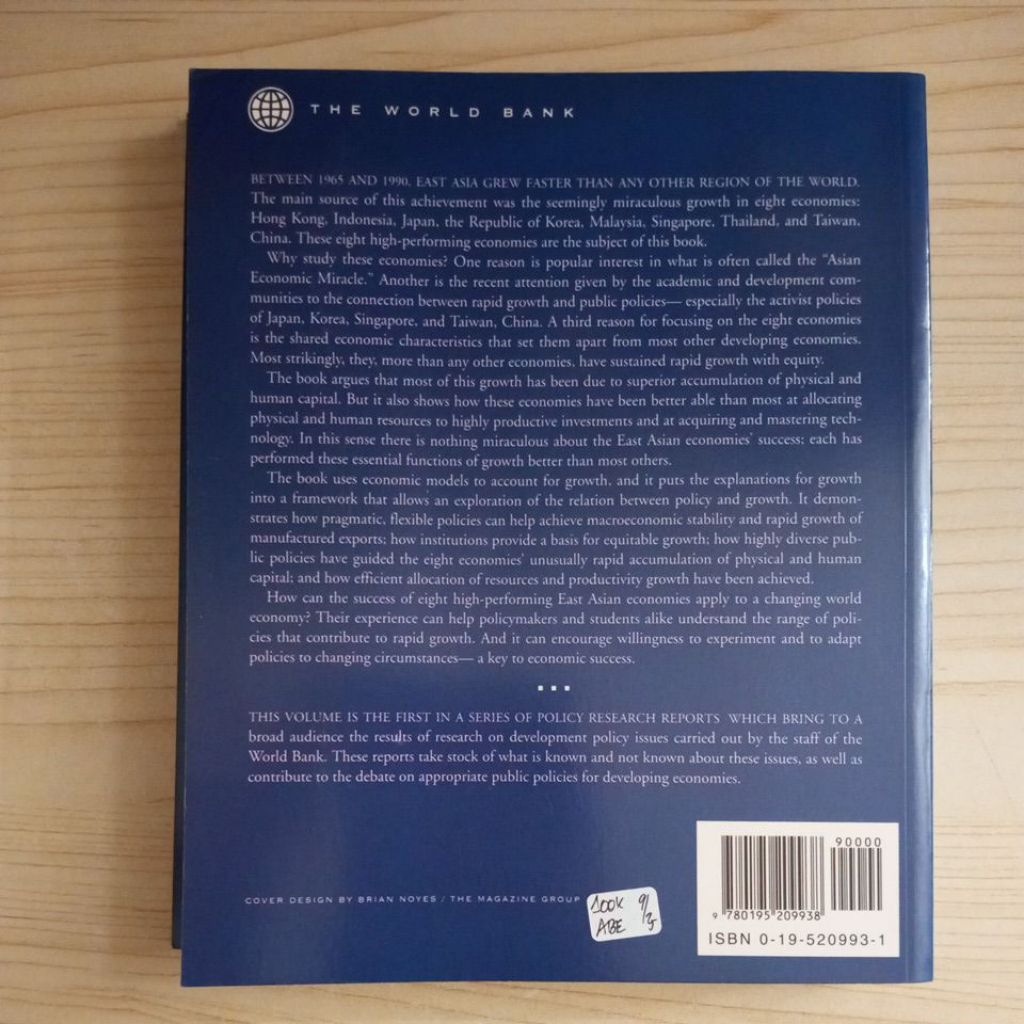 THE WORLD BANK
BETWEEN 1965 AND 1990, EAST ASIA GREW FASTER THAN ANY OTHER REGION OF THE WORLD.
The main source of this achievement was the seemingly miraculous growth in eight economies:
Hong Kong, Indonesia, Japan, the Republic of Korea, Malaysia, Singapore, Thailand, and Taiwan,
China. These eight high-performing economies are the subject of this book.
Why study these economies? One reason is popular interest in what is often called the “Asian
Economic Miracle.” Another is the recent attention given by the academic and development com-
munities to the connection between rapid growth and public policies— especially the activist policies
of Japan, Korea, Singapore, and Taiwan, China. A third reason for focusing on the eight economies
is the shared economic characteristics that set them apart from most other developing economies.
Most strikingly, they, more than any other economies, have sustained rapid growth with equity.
The book argues that most of this growth has been due to superior accumulation of physical and
human capital. But it also shows how these economies have been better able than most at allocating
physical and human resources to highly productive investments and at acquiring and mastering tech-
nology. In this sense there is nothing miraculous about the East Asian economies' success; each has
performed these essential functions of growth better than most others.
The book uses economic models to account for growth, and it puts the explanations for growth
into a framework that allows an exploration of the relation between policy and growth. It demon-
strates how pragmatic, flexible policies can help achieve macroeconomic stability and rapid growth of
manufactured exports; how institutions provide a basis for equitable growth; how highly diverse pub-
lic policies have guided the eight economies' unusually rapid accumulation of physical and human
capital; and how efficient allocation of resources and productivity growth have been achieved.
How can the success of eight high-performing East Asian economies apply to a changing world
economy? Their experience can help policymakers and students alike understand the range of poli-
cies that contribute to rapid growth. And it can encourage willingness to experiment and to adapt
policies to changing circumstances— a key to economic success.
THIS VOLUME IS THE FIRST IN A SERIES OF POLICY RESEARCH REPORTS WHICH BRING TO A
broad audience the results of research on development policy issues carried out by the staff of the
World Bank. These reports take stock of what is known and not known about these issues, as well as
contribute to the debate on appropriate public policies for developing economies.
90000
9 780195 209938
ISBN 0-19-520993-1
COVER DESIGN BY BRIAN NOYES / THE MAGAZINE GROUP
100K
ABE